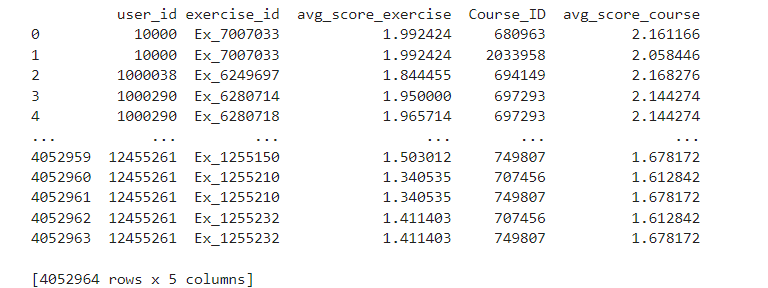 user_id exercise_id avg_score_exercise Course_ID avg_score_course
0 10000 Ex_7007033 1.992424 680963 2.161166
1 10000 Ex_7007033 1.992424 2033958 2.058446
2 1000038 Ex_6249697 1.844455 694149 2.168276
3 1000290 Ex_6280714 1.950000 697293 2.144274
4 1000290 Ex_6280718 1.965714 697293 2.144274
... ... ... ... ... ...
4052959 12455261 Ex_1255150 1.503012 749807 1.678172
4052960 12455261 Ex_1255210 1.340535 707456 1.612842
4052961 12455261 Ex_1255210 1.340535 749807 1.678172
4052962 12455261 Ex_1255232 1.411403 707456 1.612842
4052963 12455261 Ex_1255232 1.411403 749807 1.678172
[4052964 rows x 5 columns]